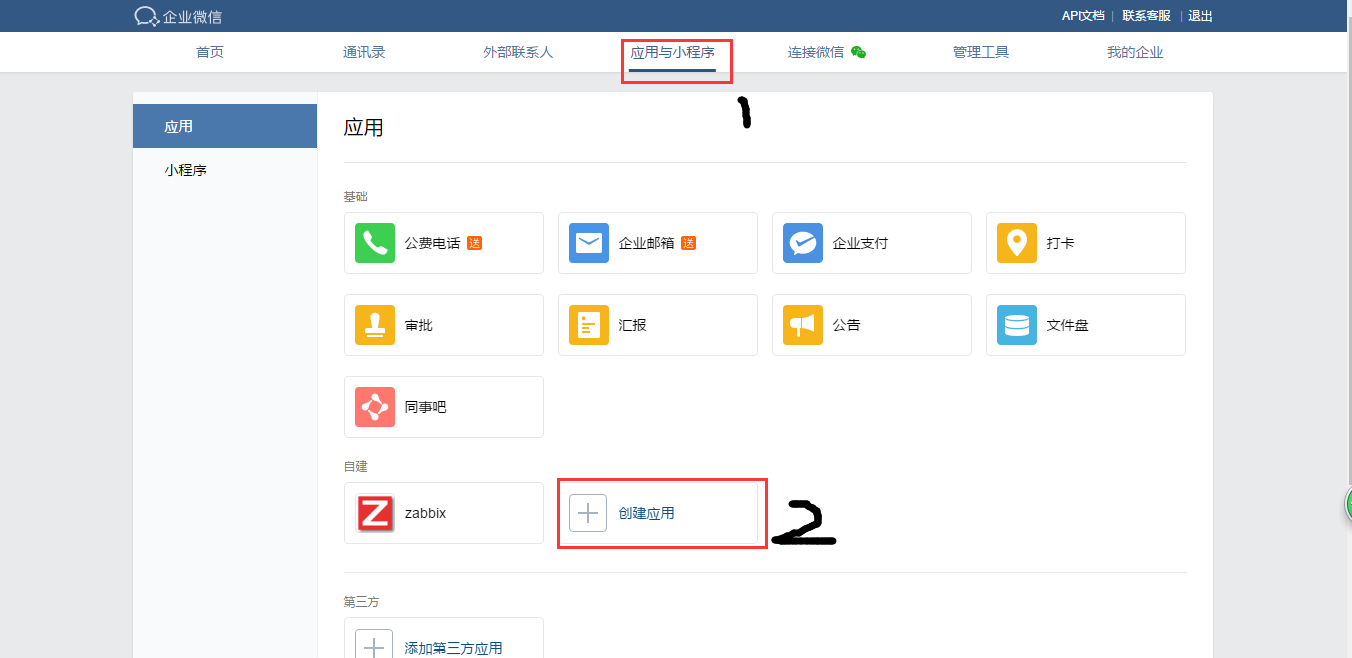 企业微信 API文档 | 联系客服 | 退出
首页 通讯录 外部联系人 应用与小程序 连接微信 管理工具 我的企业
1
应用
小程序
应用
基础
公费电话 送 企业邮箱 送 企业支付 打卡
审批 汇报 公告 文件盘
同事吧
自建
Z zabbix 创建应用 2
第三方
添加第三方应用